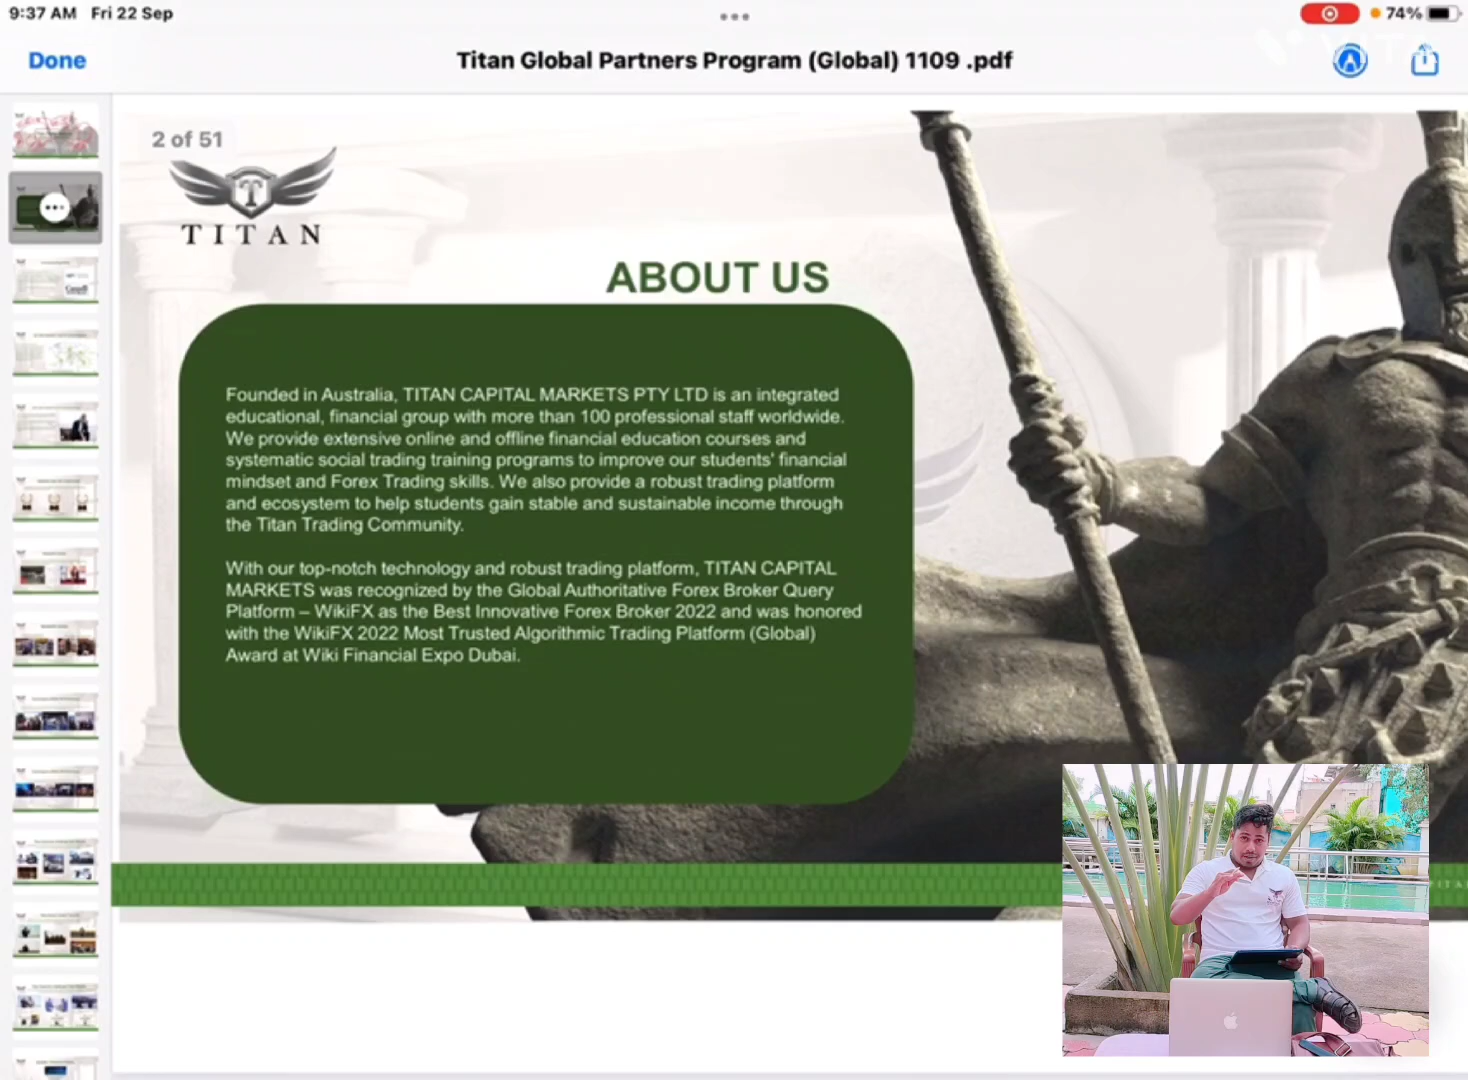 9:37 AM Fri 22 Sep
74%
Done
Titan Global Partners Program (Global) 1109 .pdf
2 of 51
T
TITAN
ABOUT US
Founded in Australia, TITAN CAPITAL MARKETS PTY LTD is an integrated
educational, financial group with more than 100 professional staff worldwide.
We provide extensive online and offline financial education courses and
systematic social trading training programs to improve our students' financial
mindset and Forex Trading skills. We also provide a robust trading platform
and ecosystem to help students gain stable and sustainable income through
the Titan Trading Community.
With our top-notch technology and robust trading platform, TITAN CAPITAL
MARKETS was recognized by the Global Authoritative Forex Broker Query
Platform – WikiFX as the Best Innovative Forex Broker 2022 and was honored
with the WikiFX 2022 Most Trusted Algorithmic Trading Platform (Global)
Award at Wiki Financial Expo Dubai.